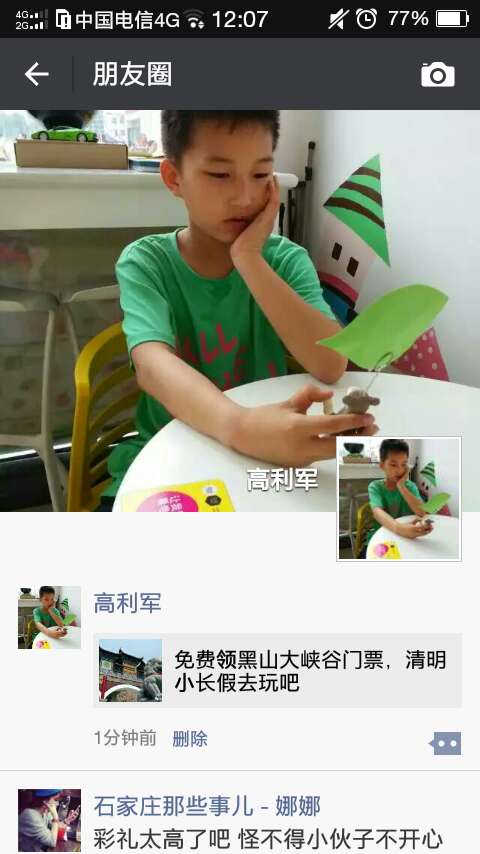 4G 2G 中国电信4G 12:07 77%
朋友圈
高利军
高利军
免费领黑山大峡谷门票，清明
小长假去玩吧
1分钟前 删除
石家庄那些事儿 - 娜娜
彩礼太高了吧 怪不得小伙子不开心